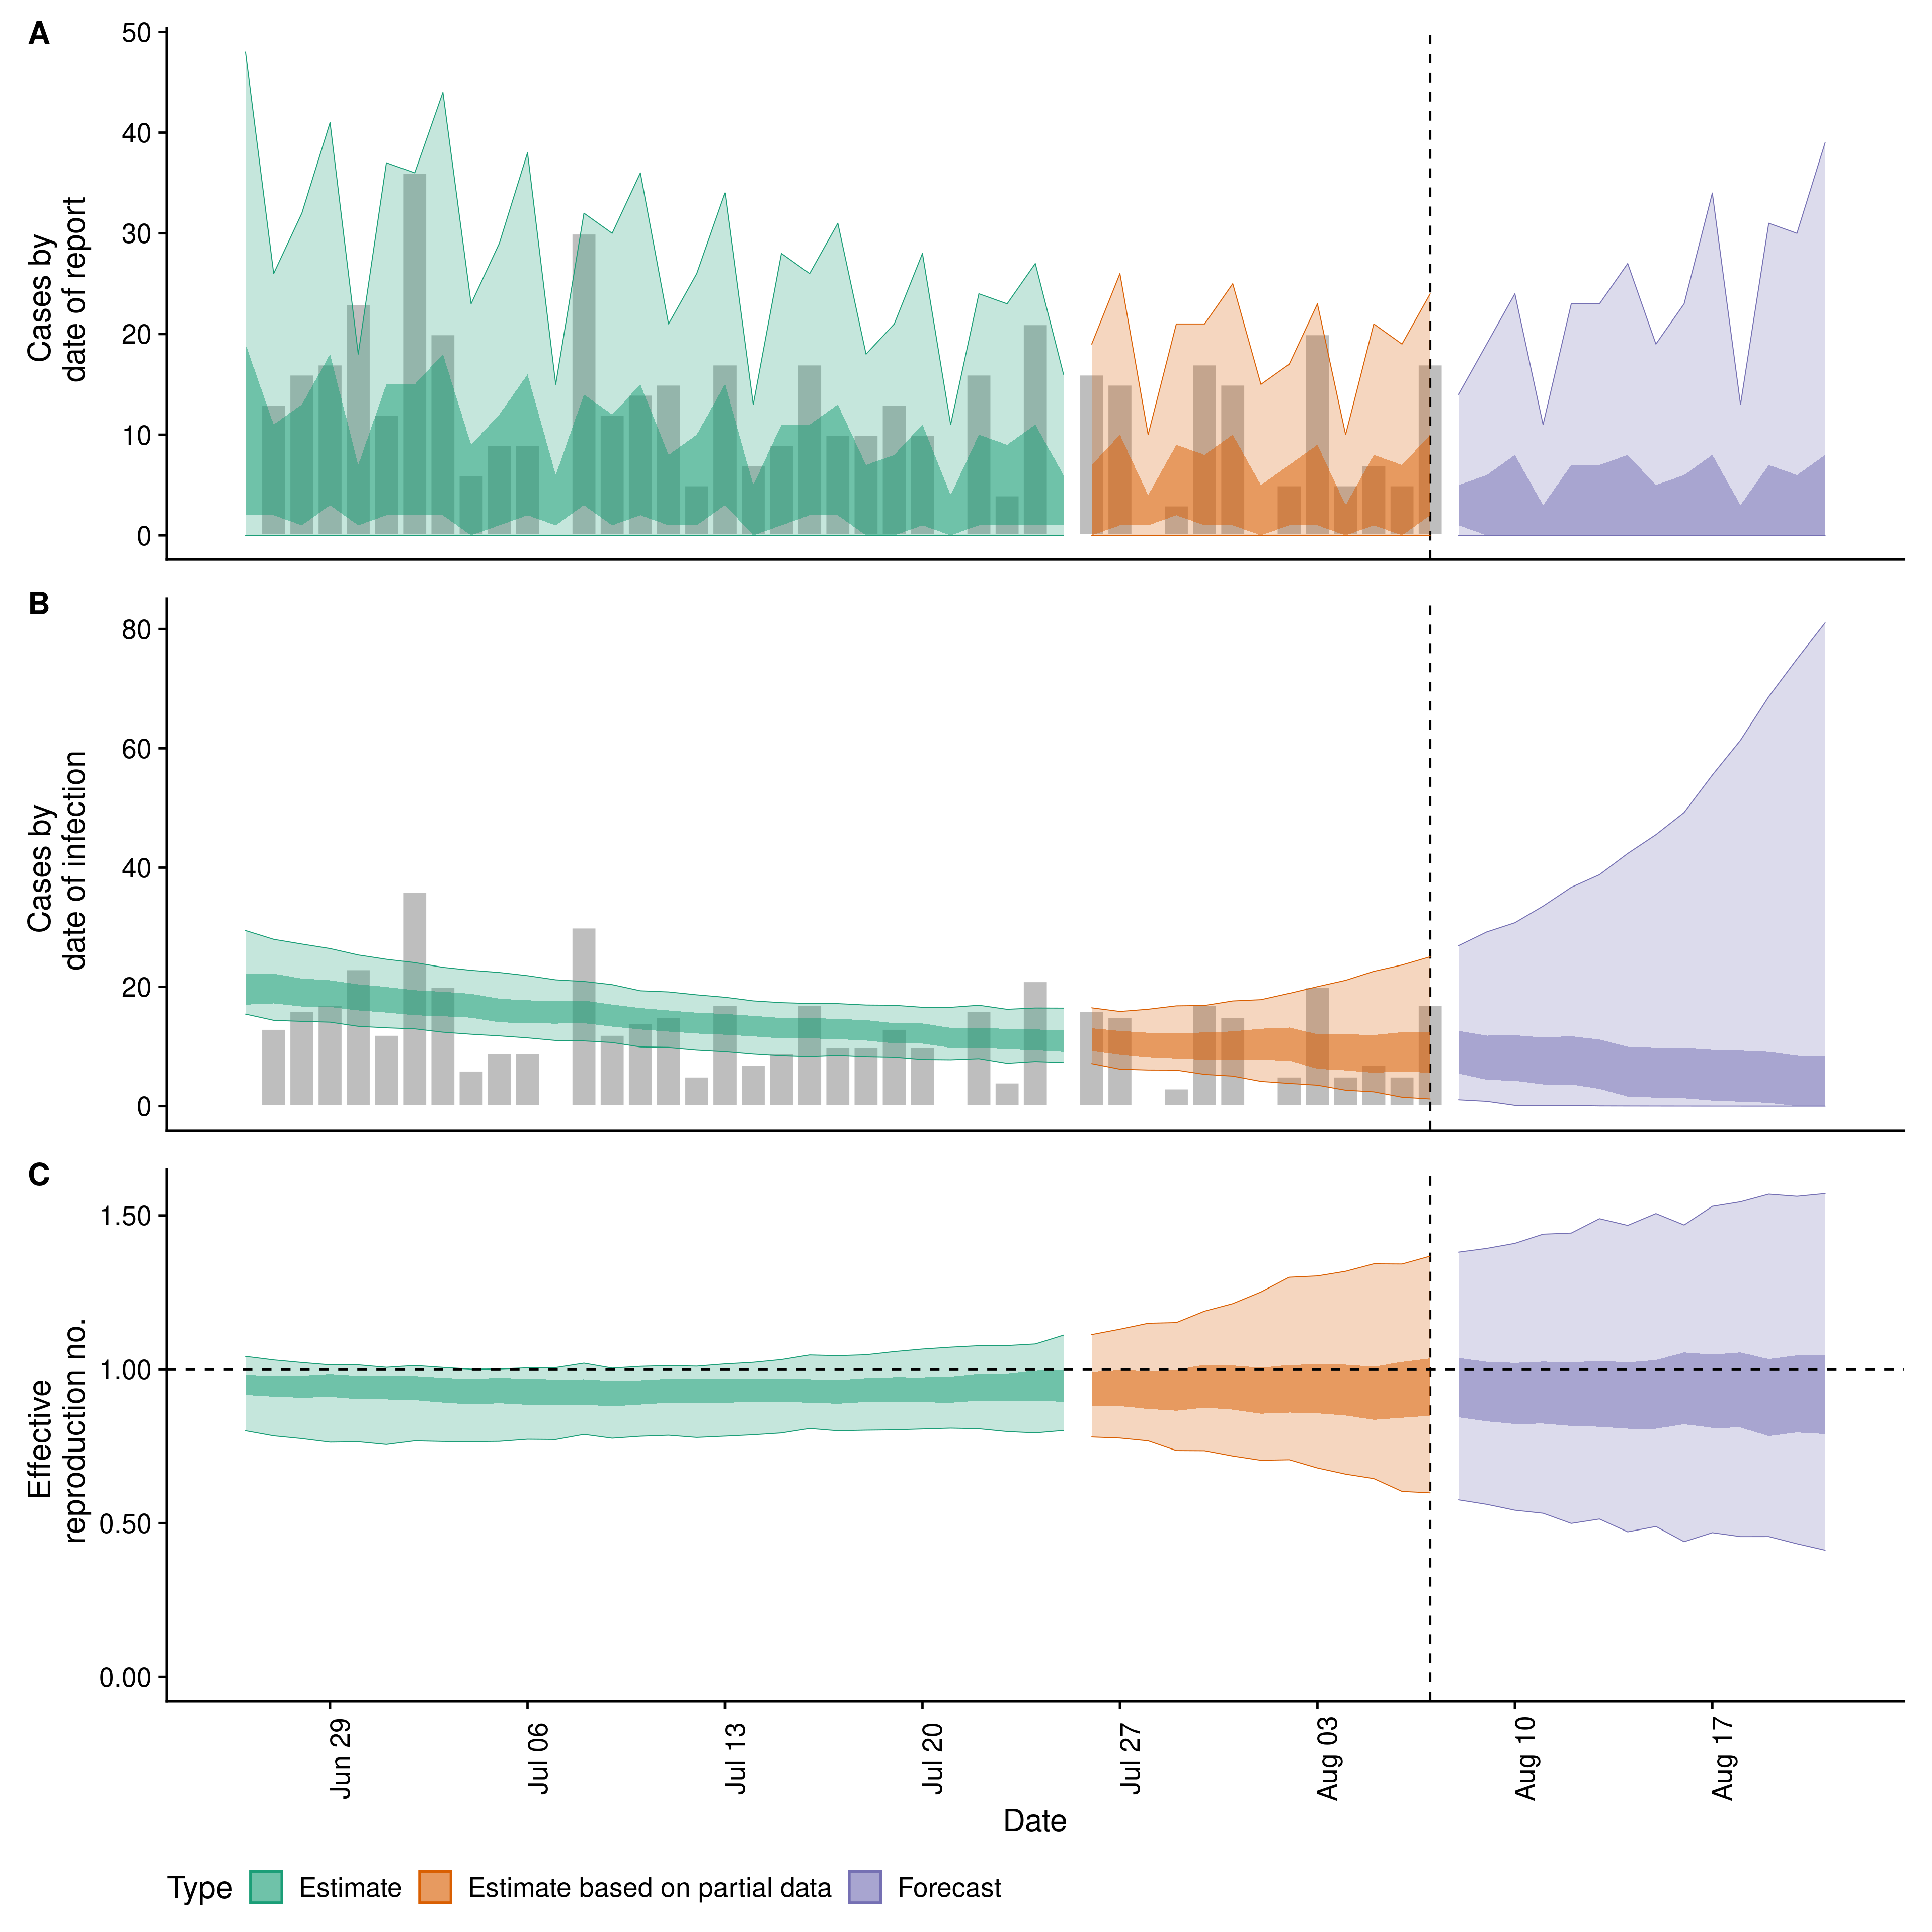 A
50
40
30
20
10
0
Cases by
date of report
B
80
60
40
20
0
Cases by
date of infection
C
1.50
1.00
0.50
0.00
Effective
reproduction no.
Jun 29
Jul 06
Jul 13
Jul 20
Jul 27
Aug 03
Aug 10
Aug 17
Date
Type Estimate Estimate based on partial data Forecast